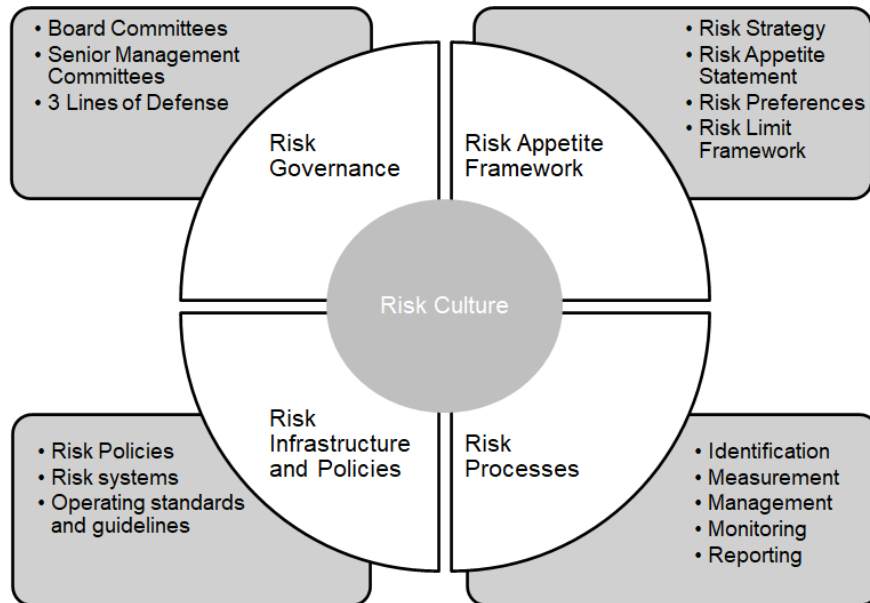 • Board Committees
• Senior Management
Committees
• 3 Lines of Defense
• Risk Strategy
• Risk Appetite
Statement
• Risk Preferences
• Risk Limit
Framework
Risk
Governance
Risk Appetite
Framework
Risk Culture
Risk
Infrastructure
and Policies
Risk
Processes
• Risk Policies
• Risk systems
• Operating standards
and guidelines
• Identification
• Measurement
• Management
• Monitoring
• Reporting